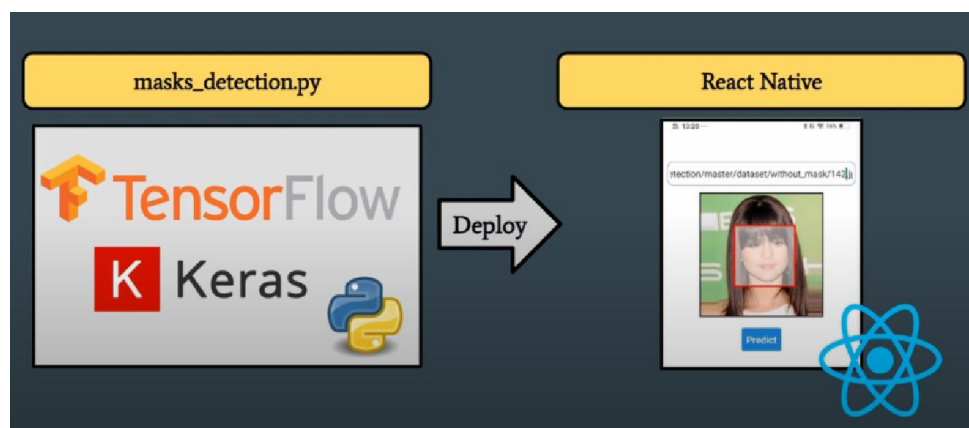 masks_detection.py
React Native
TensorFlow
K Keras
Deploy
tection/master/dataset/without_mask/142
Predict